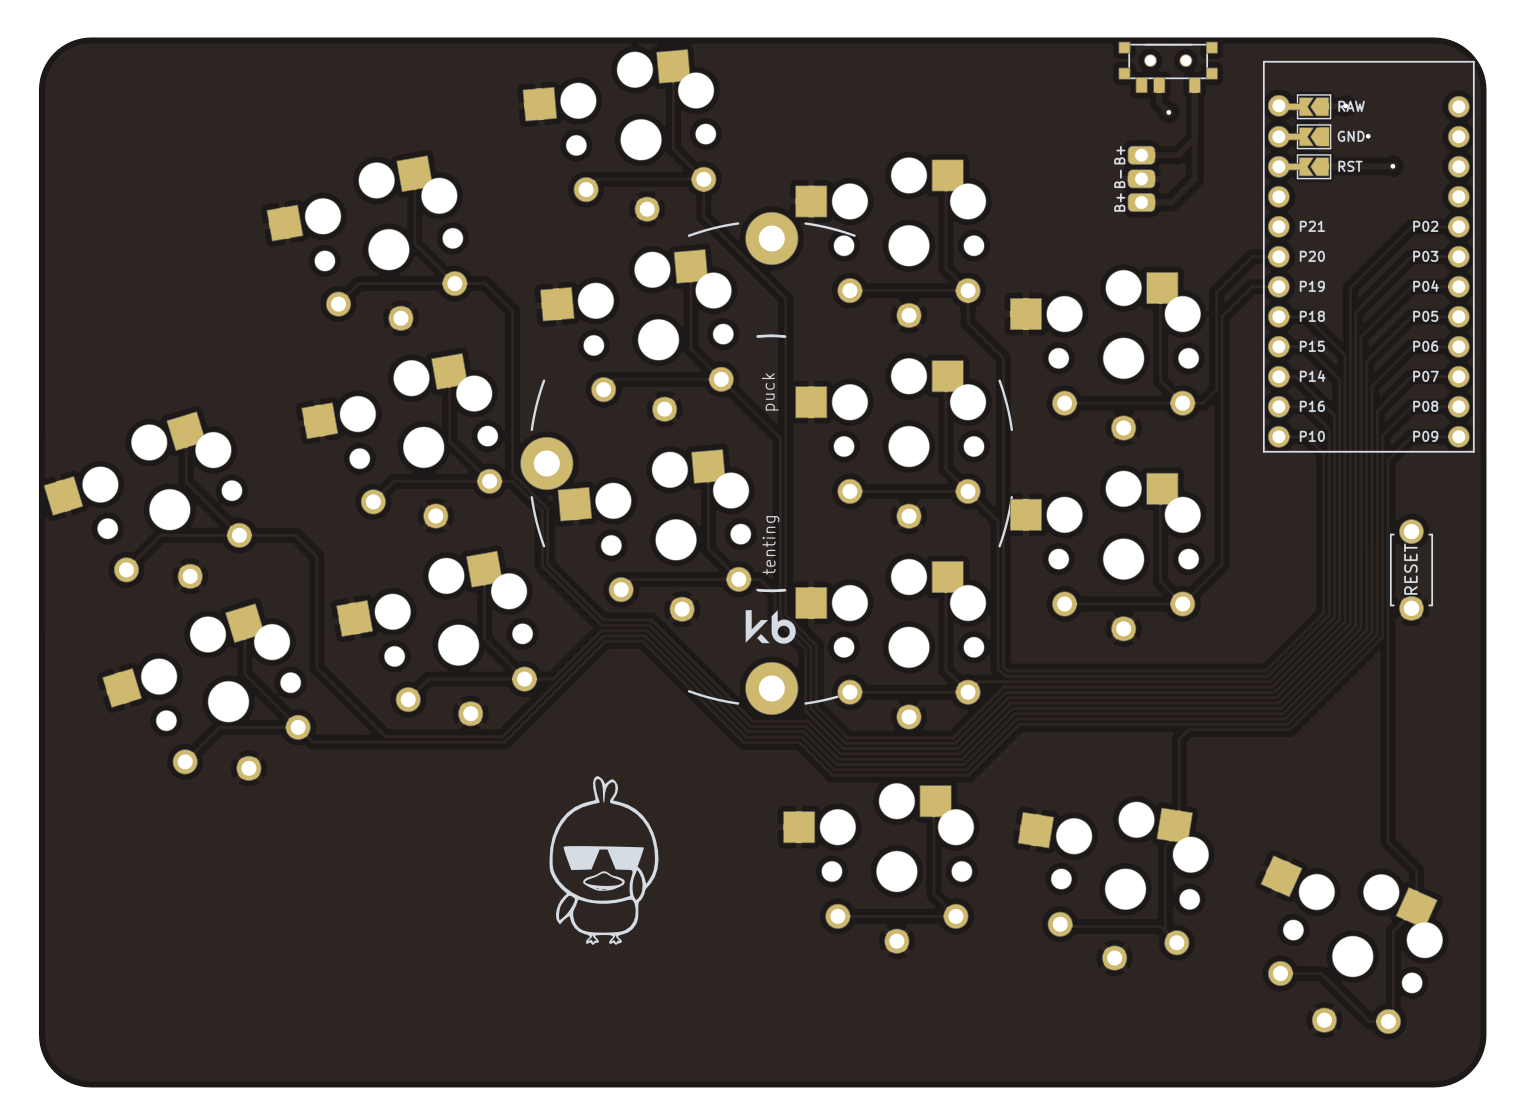 RAW
GND
RST
P21
P20
P19
P18
P15
P14
P16
P10
P02
P03
P04
P05
P06
P07
P08
P09
B+B-B+
puck
tenting
kb
RESET